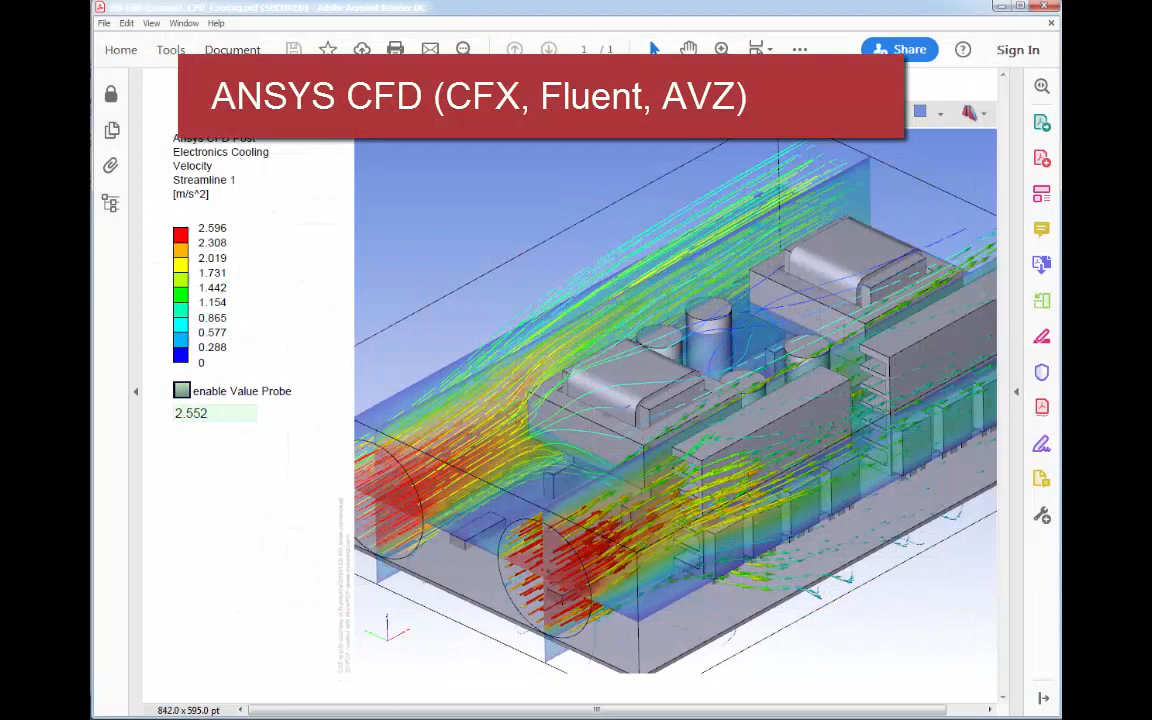 Cooling.pdf (SECURED) - Adobe Acrobat Reader DC
File Edit View Window Help
Home Tools Document 1 / 1 Share Sign In
ANSYS CFD (CFX, Fluent, AVZ)
Ansys CFD Post
Electronics Cooling
Velocity
Streamline 1
[m/s^2]
2.596
2.308
2.019
1.731
1.442
1.154
0.865
0.577
0.288
0
enable Value Probe
2.552
842.0 x 595.0 pt